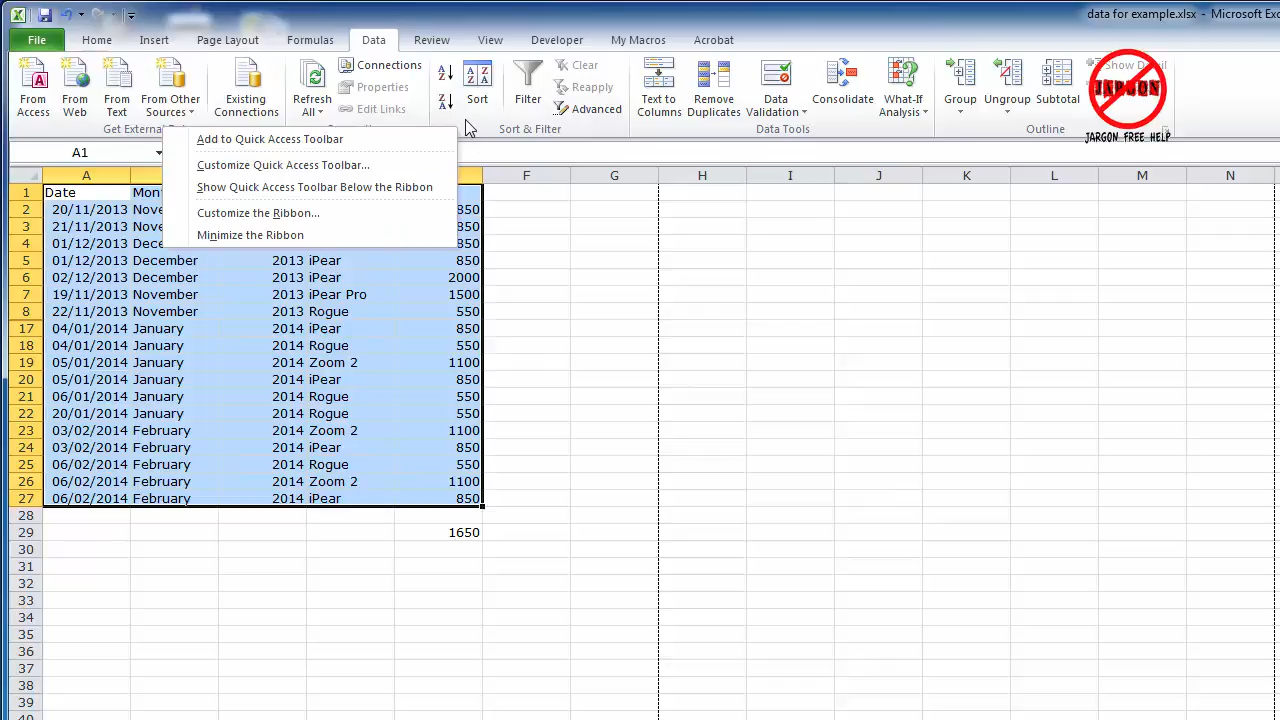 data for example.xlsx - Microsoft Exc
File Home Insert Page Layout Formulas Data Review View Developer My Macros Acrobat
From Access
From Web
From Text
From Other Sources
Existing Connections
Refresh All
Connections
Properties
Edit Links
Sort
Filter
Clear
Reapply
Advanced
Text to Columns
Remove Duplicates
Data Validation
Consolidate
What-If Analysis
Group
Ungroup
Subtotal
Show Detail
JARGON
JARGON FREE HELP
Get External Sort & Filter Data Tools Outline
Add to Quick Access Toolbar
Customize Quick Access Toolbar...
Show Quick Access Toolbar Below the Ribbon
Customize the Ribbon...
Minimize the Ribbon
A1
A F G H I J K L M N
1 Date Mont
2 20/11/2013 Nove 850
3 21/11/2013 Nove 850
4 01/12/2013 Dece 850
5 01/12/2013 December 2013 iPear 850
6 02/12/2013 December 2013 iPear 2000
7 19/11/2013 November 2013 iPear Pro 1500
8 22/11/2013 November 2013 Rogue 550
17 04/01/2014 January 2014 iPear 850
18 04/01/2014 January 2014 Rogue 550
19 05/01/2014 January 2014 Zoom 2 1100
20 05/01/2014 January 2014 iPear 850
21 06/01/2014 January 2014 Rogue 550
22 20/01/2014 January 2014 Rogue 550
23 03/02/2014 February 2014 Zoom 2 1100
24 03/02/2014 February 2014 iPear 850
25 06/02/2014 February 2014 Rogue 550
26 06/02/2014 February 2014 Zoom 2 1100
27 06/02/2014 February 2014 iPear 850
28
29 1650
30
31
32
33
34
35
36
37
38
39
40